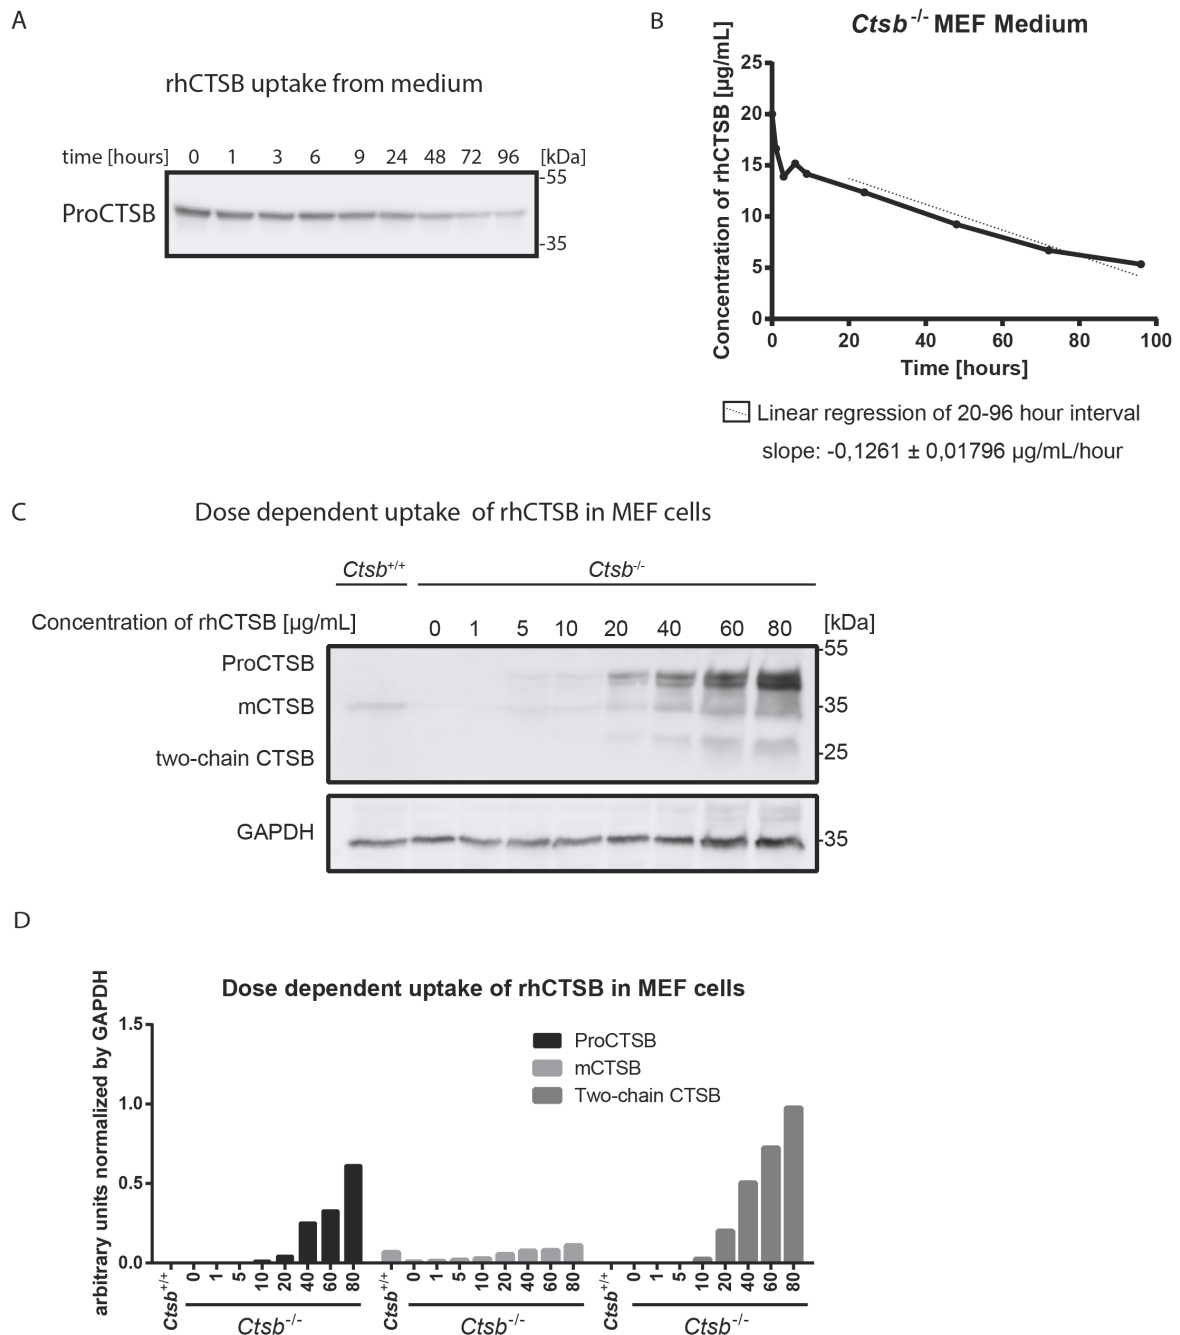 A
rhCTSB uptake from medium
time [hours] 0 1 3 6 9 24 48 72 96 [kDa]
-55
ProCTSB
-35
B
Ctsb -/- MEF Medium
Concentration of rhCTSB [µg/mL]
25
20
15
10
5
0
0 20 40 60 80 100
Time [hours]
Linear regression of 20-96 hour interval
slope: -0,1261 ± 0,01796 µg/mL/hour
C
Dose dependent uptake of rhCTSB in MEF cells
Ctsb+/+ Ctsb-/-
Concentration of rhCTSB [µg/mL] 0 1 5 10 20 40 60 80 [kDa]
-55
ProCTSB
mCTSB -35
two-chain CTSB -25
GAPDH -35
D
Dose dependent uptake of rhCTSB in MEF cells
arbitrary units normalized by GAPDH
1.5
1.0
0.5
0.0
ProCTSB
mCTSB
Two-chain CTSB
Ctsb+/+ 0 1 5 10 20 40 60 80 Ctsb+/+ 0 1 5 10 20 40 60 80 Ctsb+/+ 0 1 5 10 20 40 60 80
Ctsb-/- Ctsb-/- Ctsb-/-